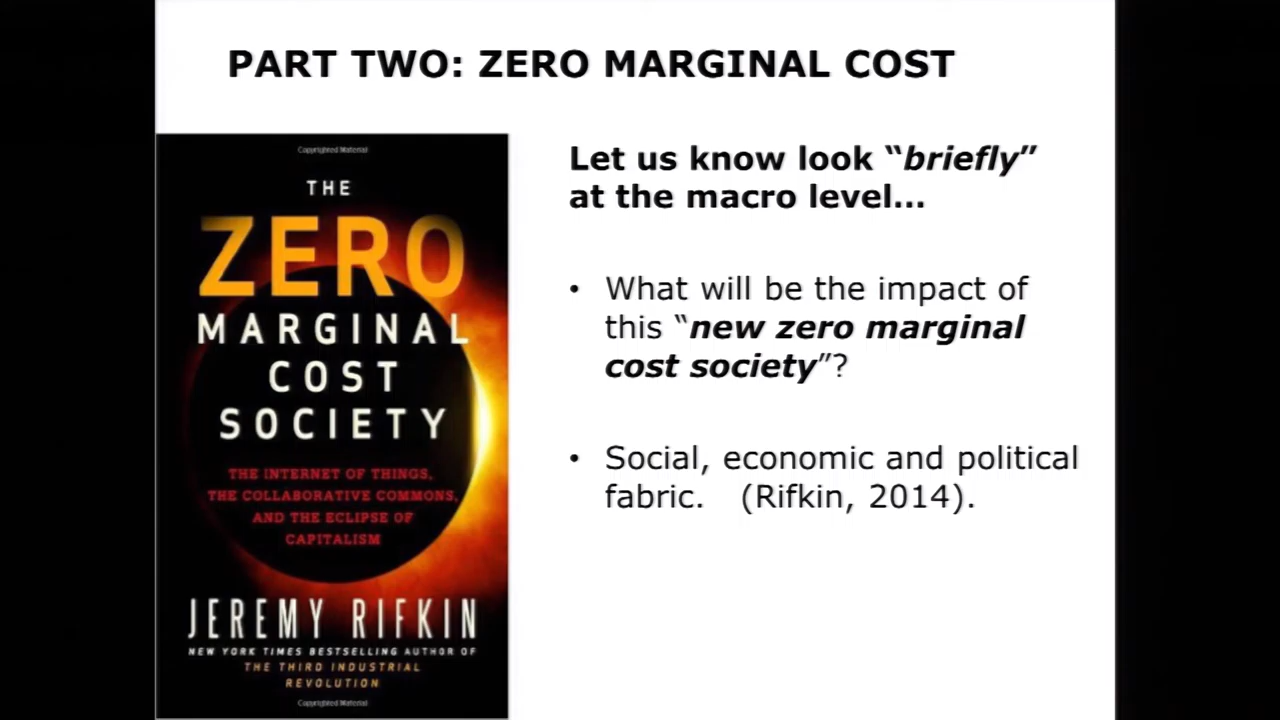 PART TWO: ZERO MARGINAL COST
Copyrighted Material
THE
ZERO
MARGINAL
COST
SOCIETY
THE INTERNET OF THINGS,
THE COLLABORATIVE COMMONS,
AND THE ECLIPSE OF
CAPITALISM
JEREMY RIFKIN
NEW YORK TIMES BESTSELLING AUTHOR OF
THE THIRD INDUSTRIAL
REVOLUTION
Copyrighted Material
Let us know look “briefly”
at the macro level...
• What will be the impact of
this “new zero marginal
cost society”?
• Social, economic and political
fabric. (Rifkin, 2014).